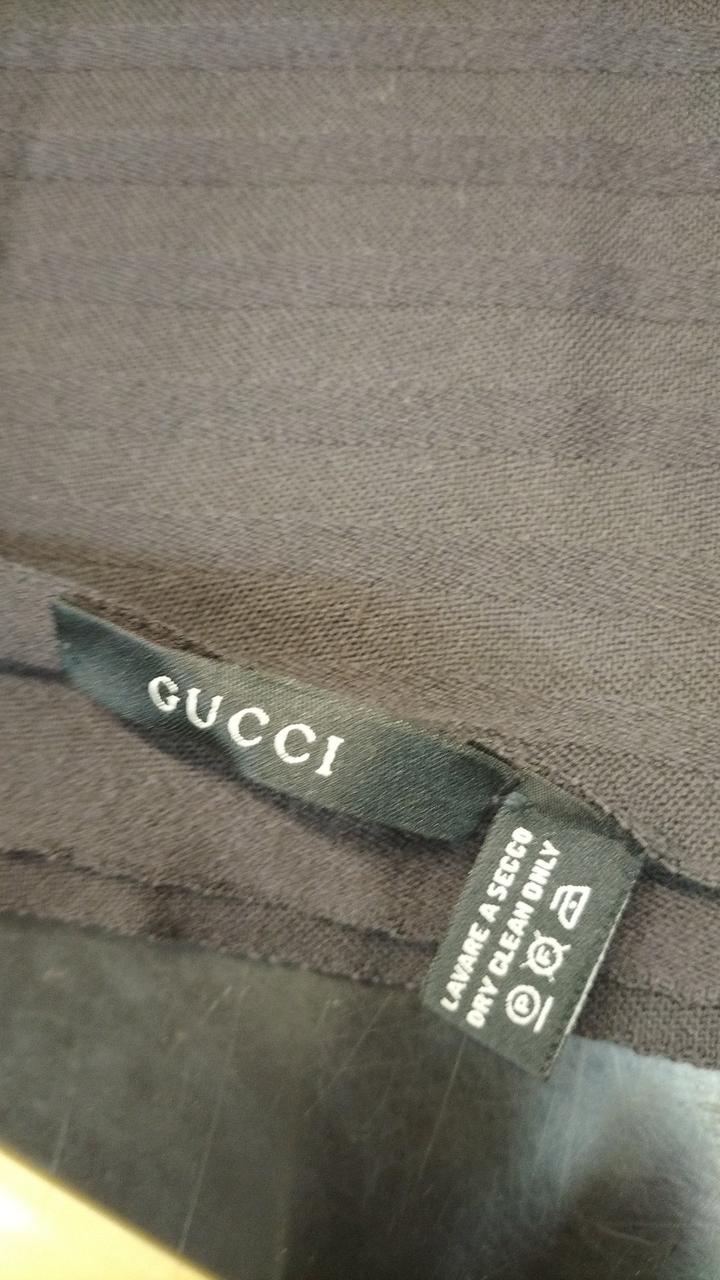 GUCCI
LAVARE A SECCO
DRY CLEAN ONLY
P F